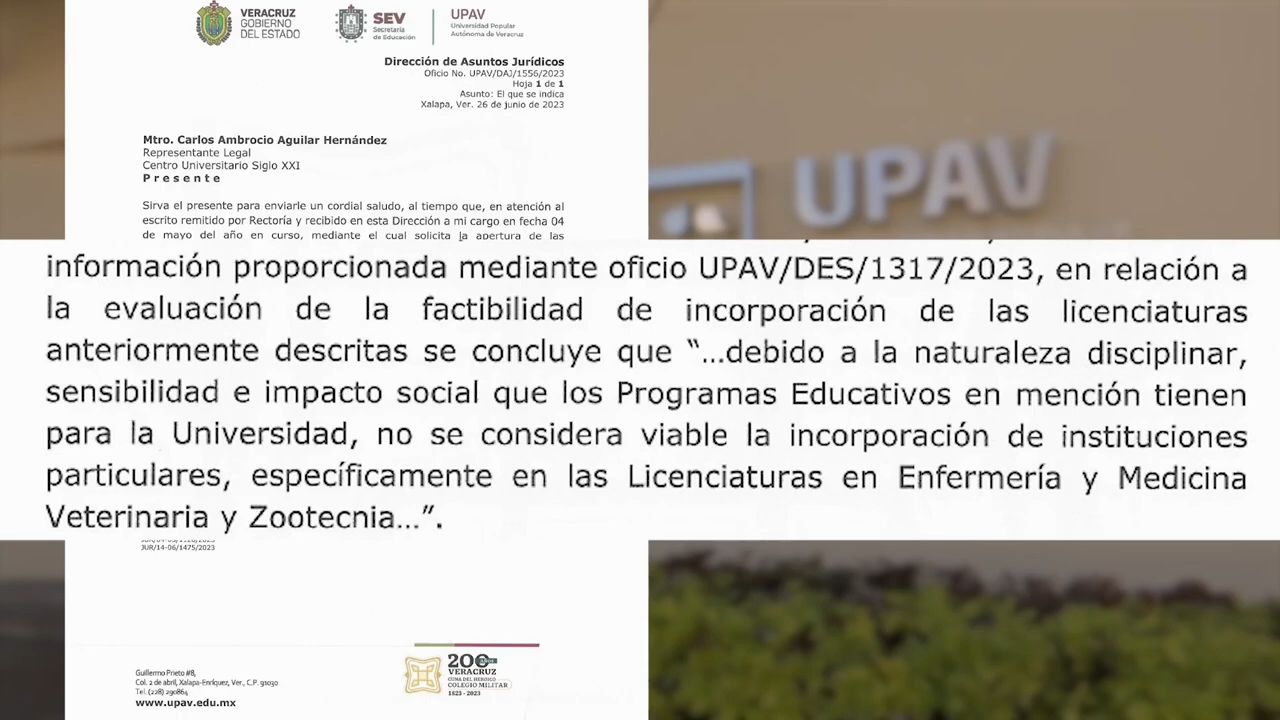 VERACRUZ
GOBIERNO
DEL ESTADO
SEV
Secretaría
de Educación
UPAV
Universidad Popular
Autónoma de Veracruz
Dirección de Asuntos Jurídicos
Oficio No. UPAV/DAJ/1556/2023
Hoja 1 de 1
Asunto: El que se indica
Xalapa, Ver. 26 de junio de 2023
Mtro. Carlos Ambrocio Aguilar Hernández
Representante Legal
Centro Universitario Siglo XXI
P r e s e n t e
Sirva el presente para enviarle un cordial saludo, al tiempo que, en atención al
escrito remitido por Rectoría y recibido en esta Dirección a mi cargo en fecha 04
de mayo del año en curso, mediante el cual solicita la apertura de las
UPAV
información proporcionada mediante oficio UPAV/DES/1317/2023, en relación a
la evaluación de la factibilidad de incorporación de las licenciaturas
anteriormente descritas se concluye que “...debido a la naturaleza disciplinar,
sensibilidad e impacto social que los Programas Educativos en mención tienen
para la Universidad, no se considera viable la incorporación de instituciones
particulares, específicamente en las Licenciaturas en Enfermería y Medicina
Veterinaria y Zootecnia...”.
JUR/14-06/1475/2023
Guillermo Prieto #8,
Col. 2 de abril, Xalapa-Enríquez, Ver., C.P. 91030
Tel. (228) 290864
www.upav.edu.mx
200 AÑOS
VERACRUZ
CUNA DEL HEROICO
COLEGIO MILITAR
1823 - 2023